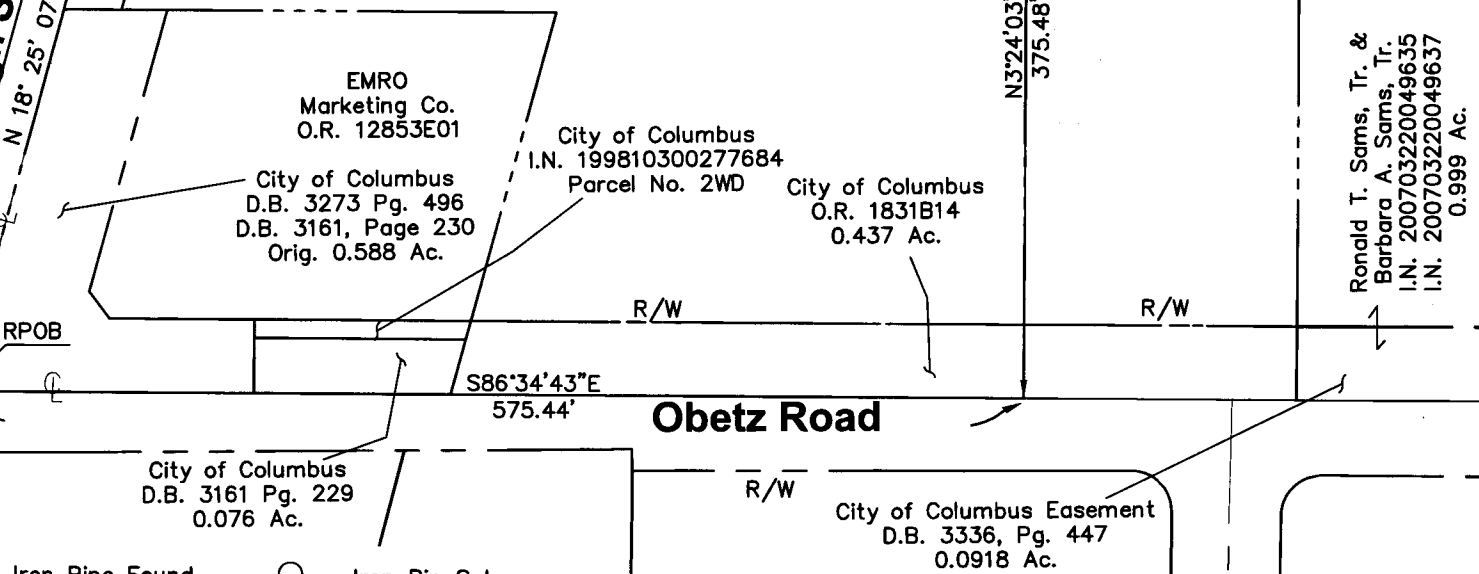 N 18° 25' 07
EMRO
Marketing Co.
O.R. 12853E01
City of Columbus
D.B. 3273 Pg. 496
D.B. 3161, Page 230
Orig. 0.588 Ac.
City of Columbus
I.N. 199810300277684
Parcel No. 2WD
City of Columbus
O.R. 1831B14
0.437 Ac.
N3°24'03"
375.48'
Ronald T. Sams, Tr. &
Barbara A. Sams, Tr.
I.N. 200703220049635
I.N. 200703220049637
0.999 Ac.
R/W
R/W
RPOB
S86°34'43"E
575.44'
Obetz Road
City of Columbus
D.B. 3161 Pg. 229
0.076 Ac.
R/W
City of Columbus Easement
D.B. 3336, Pg. 447
0.0918 Ac.
Iron Pipe Found